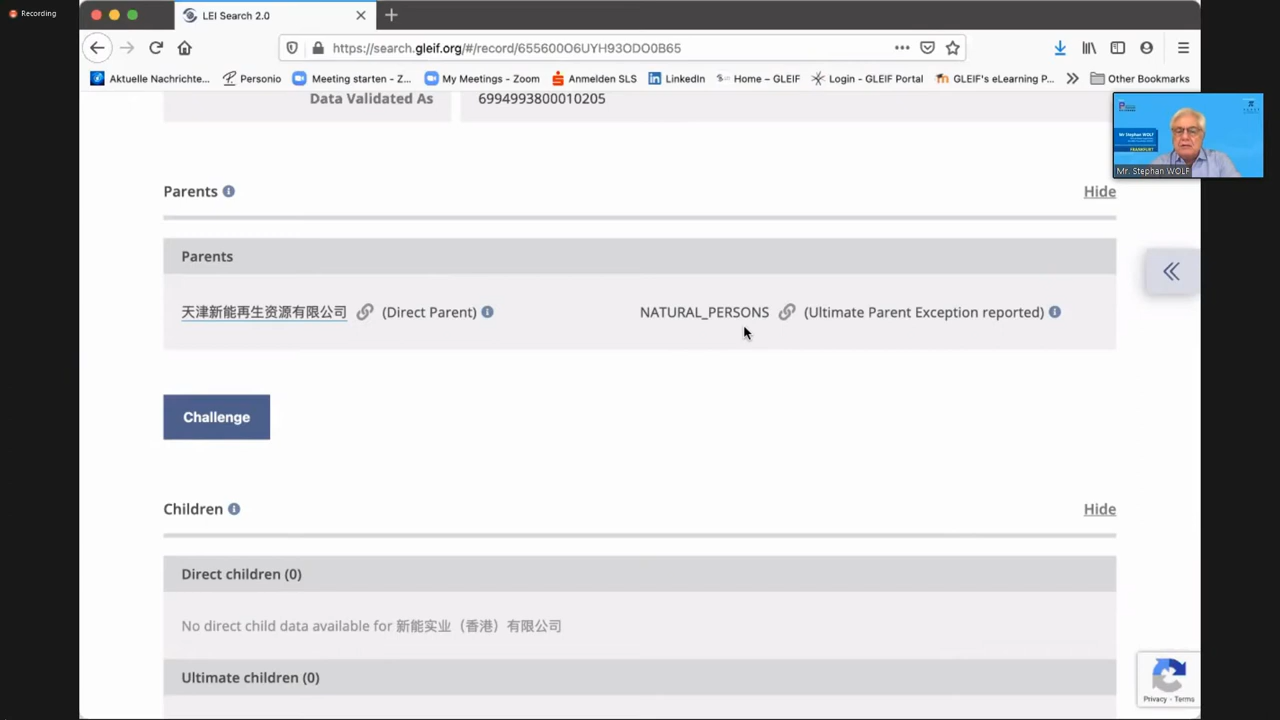 Recording
LEI Search 2.0
https://search.gleif.org/#/record/655600O6UYH93ODO0B65
Aktuelle Nachrichte...
Personio
Meeting starten - Z...
My Meetings - Zoom
Anmelden SLS
LinkedIn
Home – GLEIF
Login - GLEIF Portal
GLEIF's eLearning P...
Other Bookmarks
Data Validated As
6994993800010205
Mr Stephan WOLF
FRANKFURT
Mr. Stephan WOLF
Parents
Hide
Parents
天津新能再生资源有限公司 (Direct Parent)
NATURAL_PERSONS (Ultimate Parent Exception reported)
Challenge
Children
Hide
Direct children (0)
No direct child data available for 新能实业（香港）有限公司
Ultimate children (0)
Privacy - Terms